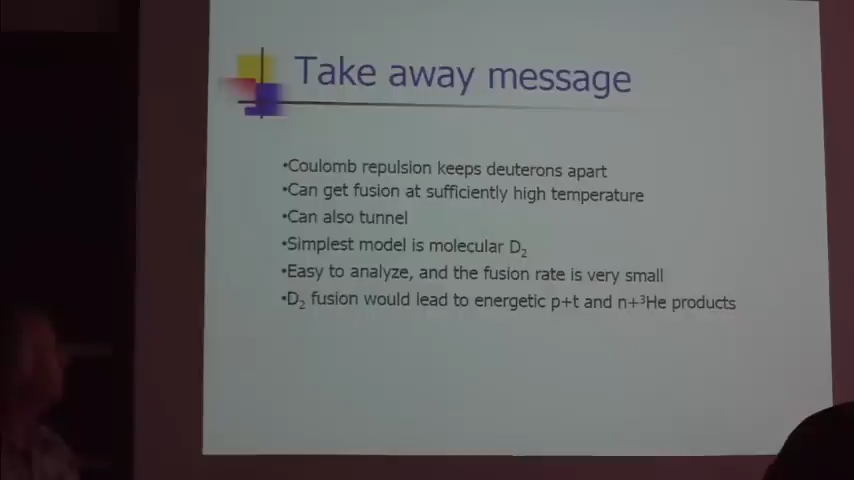 Take away message
•Coulomb repulsion keeps deuterons apart
•Can get fusion at sufficiently high temperature
•Can also tunnel
•Simplest model is molecular D₂
•Easy to analyze, and the fusion rate is very small
•D₂ fusion would lead to energetic p+t and n+³He products